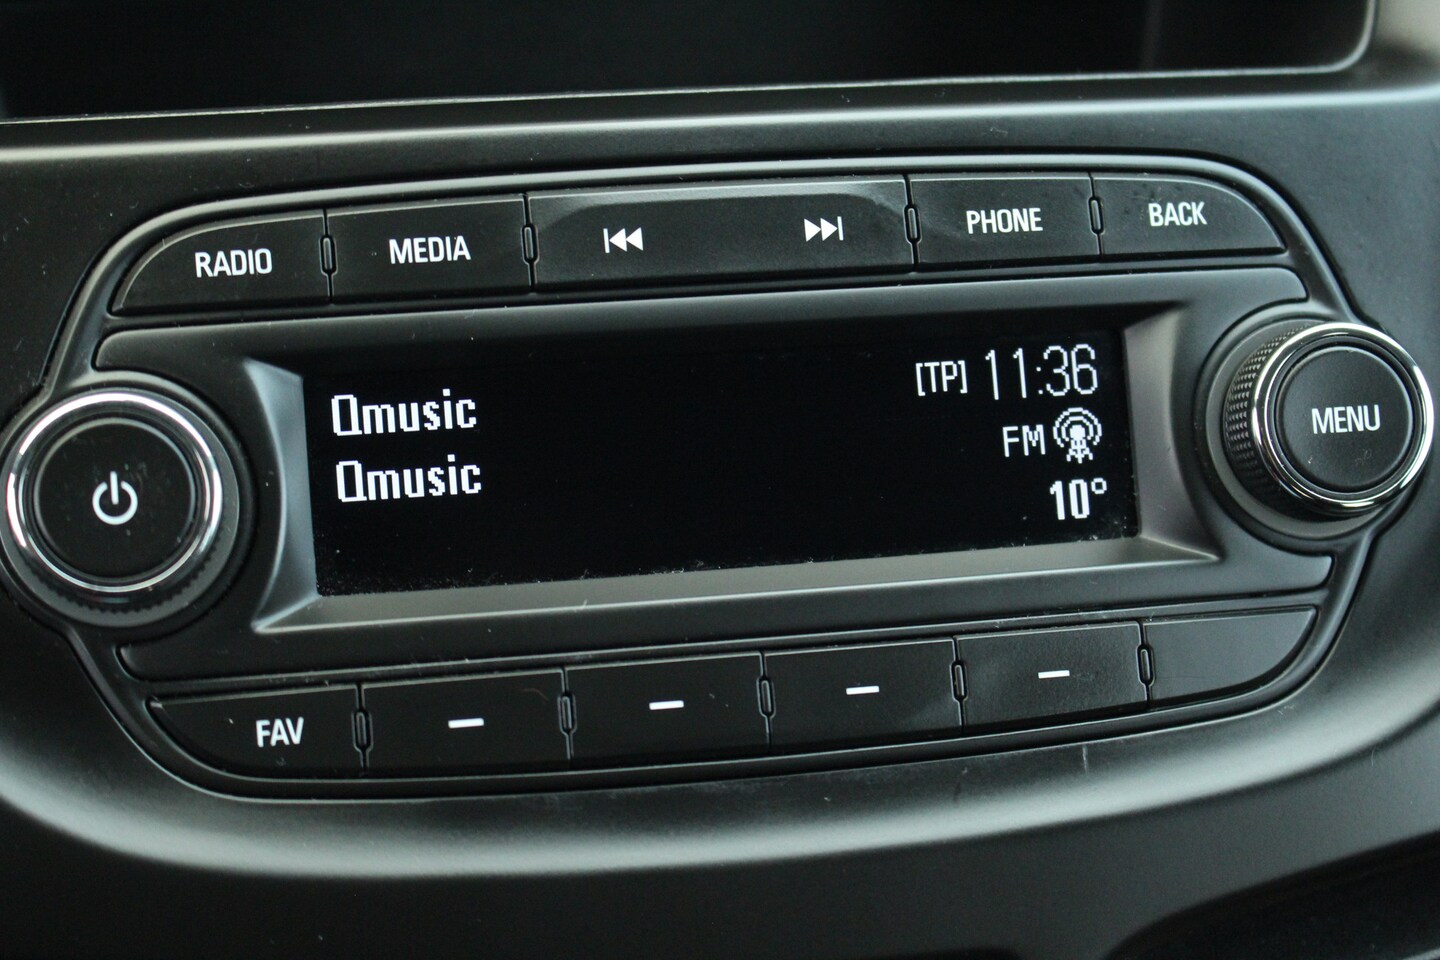 RADIO MEDIA PHONE BACK
Qmusic [TP] 11:36
FM
Qmusic 10°
MENU
FAV